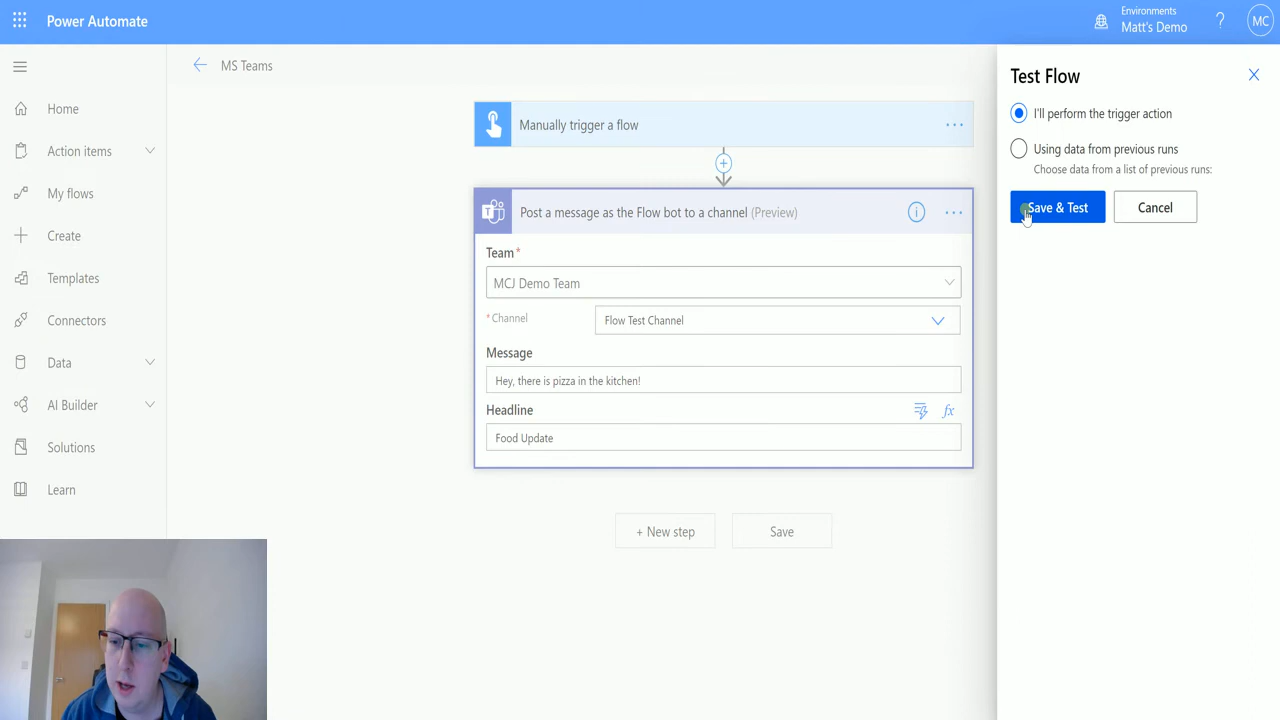 Power Automate
Environments
Matt's Demo
?
MC
MS Teams
Home
Action items
My flows
Create
Templates
Connectors
Data
AI Builder
Solutions
Learn
Manually trigger a flow
...
Post a message as the Flow bot to a channel (Preview)
...
Team*
MCJ Demo Team
* Channel
Flow Test Channel
Message
Hey, there is pizza in the kitchen!
Headline
fx
Food Update
+ New step
Save
Test Flow
I'll perform the trigger action
Using data from previous runs
Choose data from a list of previous runs:
Save & Test
Cancel